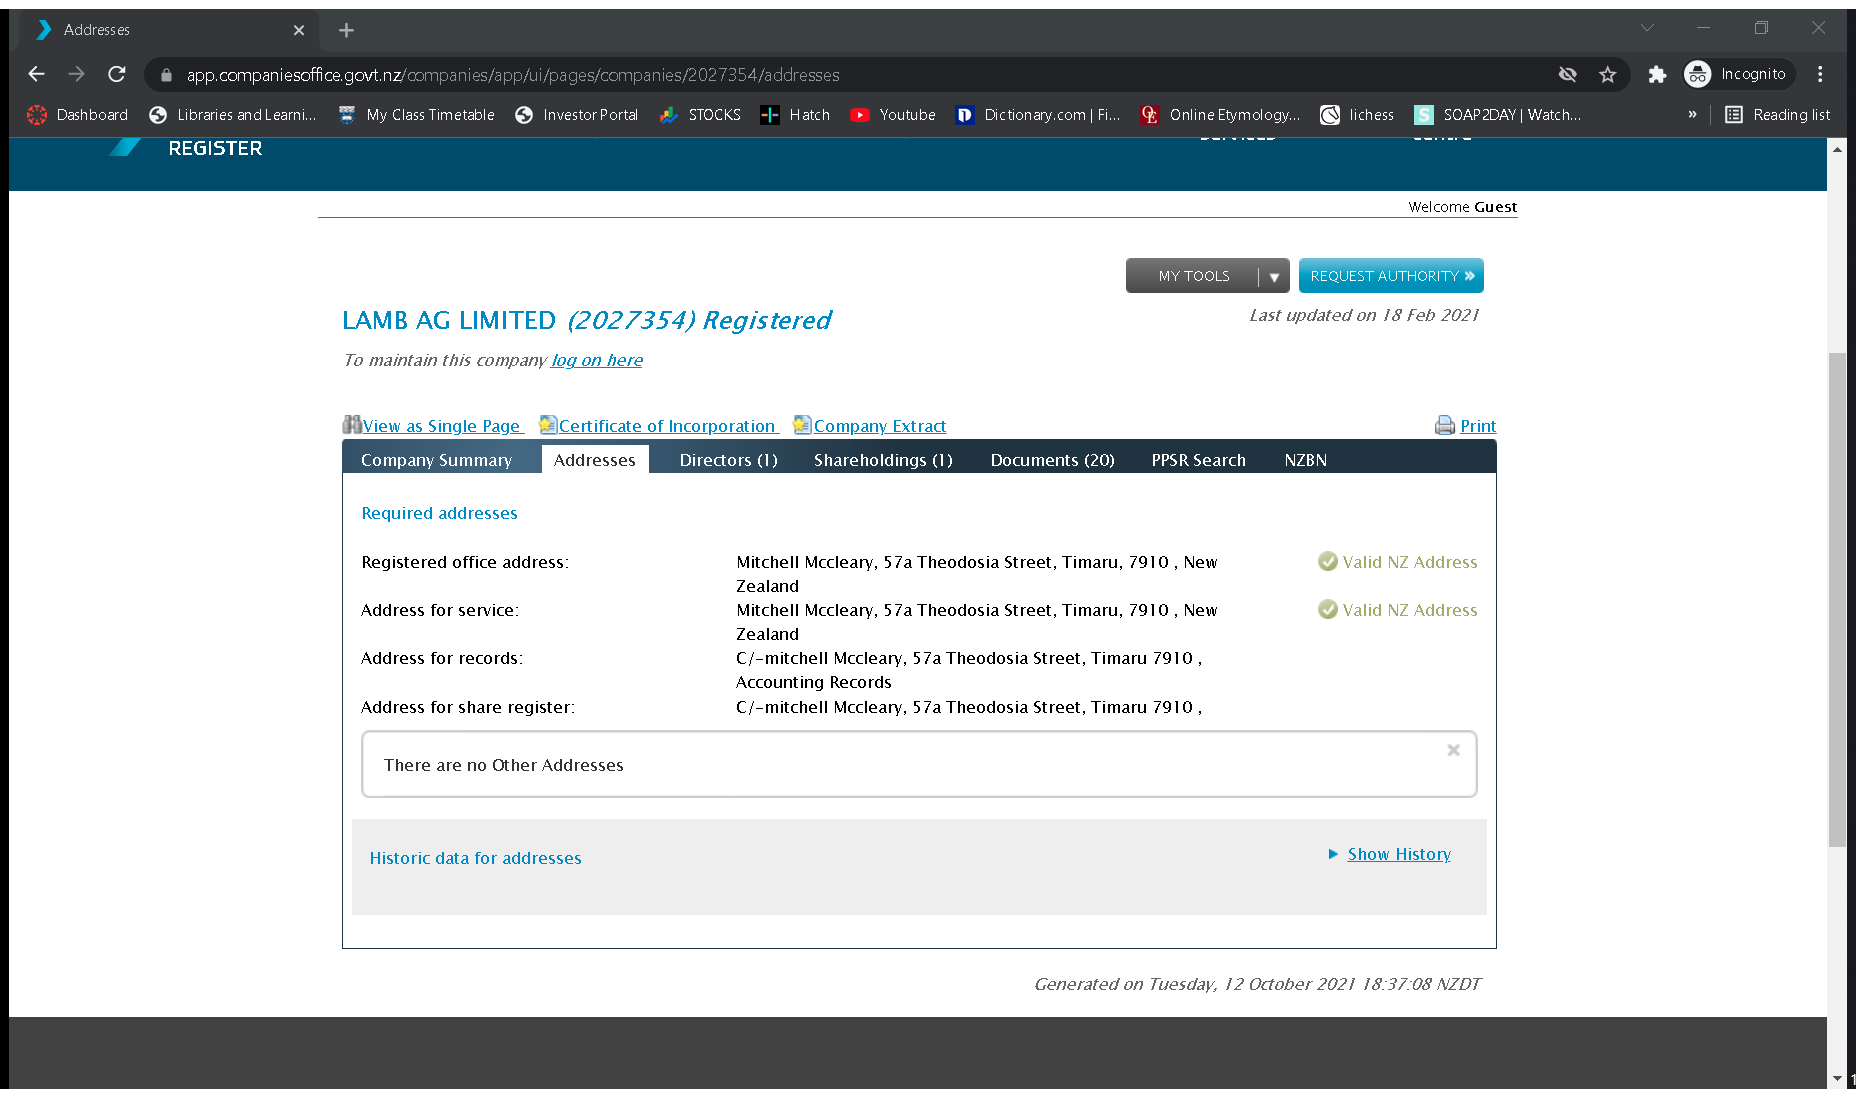 Addresses
app.companiesoffice.govt.nz/companies/app/ui/pages/companies/2027354/addresses
Incognito
Dashboard Libraries and Learni... My Class Timetable Investor Portal STOCKS Hatch Youtube Dictionary.com | Fi... Online Etymology... lichess SOAP2DAY | Watch... » Reading list
REGISTER
Welcome Guest
MY TOOLS
REQUEST AUTHORITY »
LAMB AG LIMITED (2027354) Registered
Last updated on 18 Feb 2021
To maintain this company log on here
View as Single Page Certificate of Incorporation Company Extract Print
Company Summary Addresses Directors (1) Shareholdings (1) Documents (20) PPSR Search NZBN
Required addresses
Registered office address: Mitchell Mccleary, 57a Theodosia Street, Timaru, 7910 , New Valid NZ Address
Zealand
Address for service: Mitchell Mccleary, 57a Theodosia Street, Timaru, 7910 , New Valid NZ Address
Zealand
Address for records: C/-mitchell Mccleary, 57a Theodosia Street, Timaru 7910 ,
Accounting Records
Address for share register: C/-mitchell Mccleary, 57a Theodosia Street, Timaru 7910 ,
There are no Other Addresses
Historic data for addresses Show History
Generated on Tuesday, 12 October 2021 18:37:08 NZDT